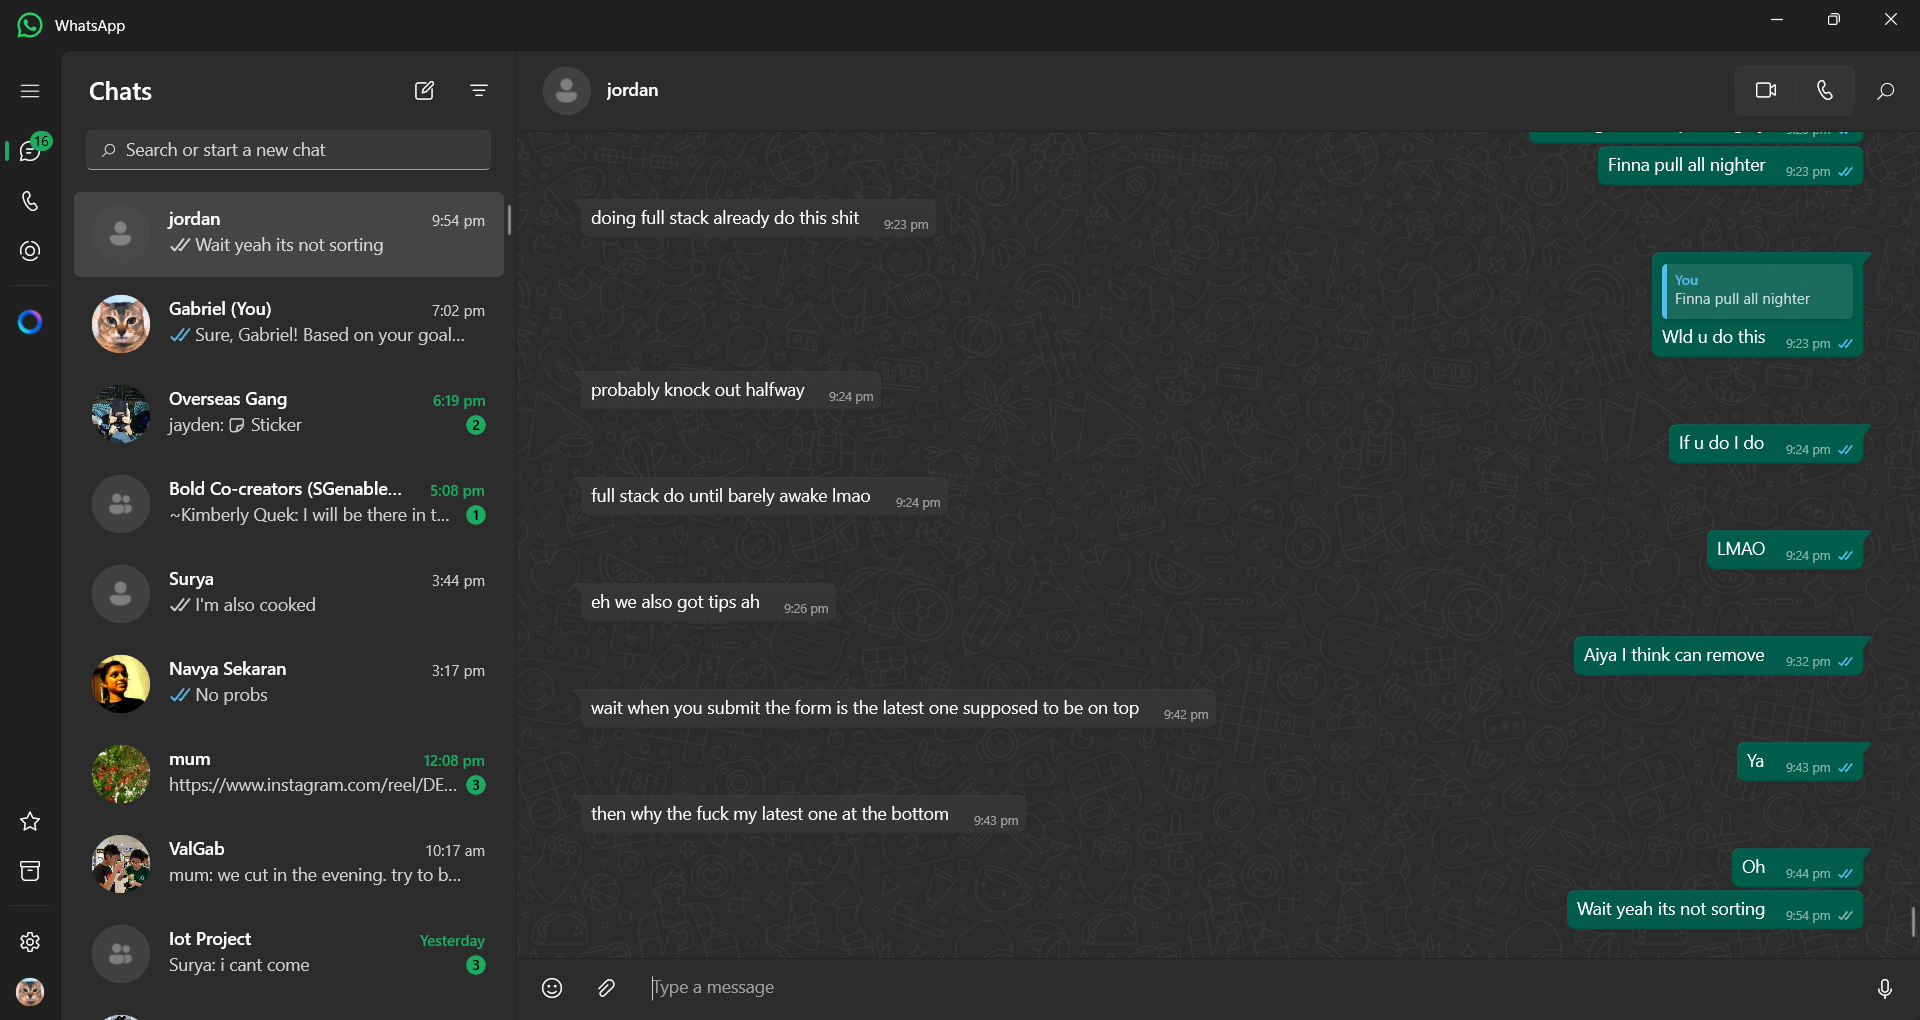 WhatsApp
Chats
16
Search or start a new chat
jordan
9:54 pm
Wait yeah its not sorting
Gabriel (You)
7:02 pm
Sure, Gabriel! Based on your goal...
Overseas Gang
6:19 pm
jayden: Sticker
2
Bold Co-creators (SGenable...
5:08 pm
~Kimberly Quek: I will be there in t...
1
Surya
3:44 pm
I'm also cooked
Navya Sekaran
3:17 pm
No probs
mum
12:08 pm
https://www.instagram.com/reel/DE...
3
ValGab
10:17 am
mum: we cut in the evening. try to b...
Iot Project
Yesterday
Surya: i cant come
3
jordan
Finna pull all nighter
9:23 pm
doing full stack already do this shit
9:23 pm
You
Finna pull all nighter
Wld u do this
9:23 pm
probably knock out halfway
9:24 pm
If u do I do
9:24 pm
full stack do until barely awake lmao
9:24 pm
LMAO
9:24 pm
eh we also got tips ah
9:26 pm
Aiya I think can remove
9:32 pm
wait when you submit the form is the latest one supposed to be on top
9:42 pm
Ya
9:43 pm
then why the fuck my latest one at the bottom
9:43 pm
Oh
9:44 pm
Wait yeah its not sorting
9:54 pm
Type a message